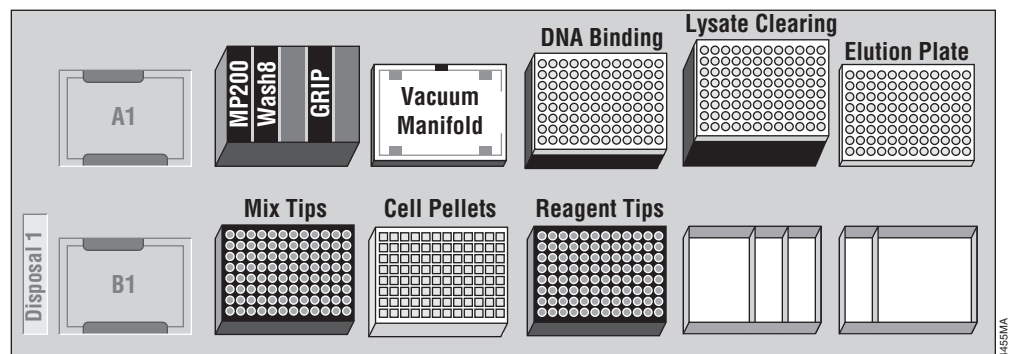 DNA Binding
Lysate Clearing
Elution Plate
A1
MP200
Wash8
GRIP
Vacuum
Manifold
Mix Tips
Cell Pellets
Reagent Tips
Disposal 1
B1